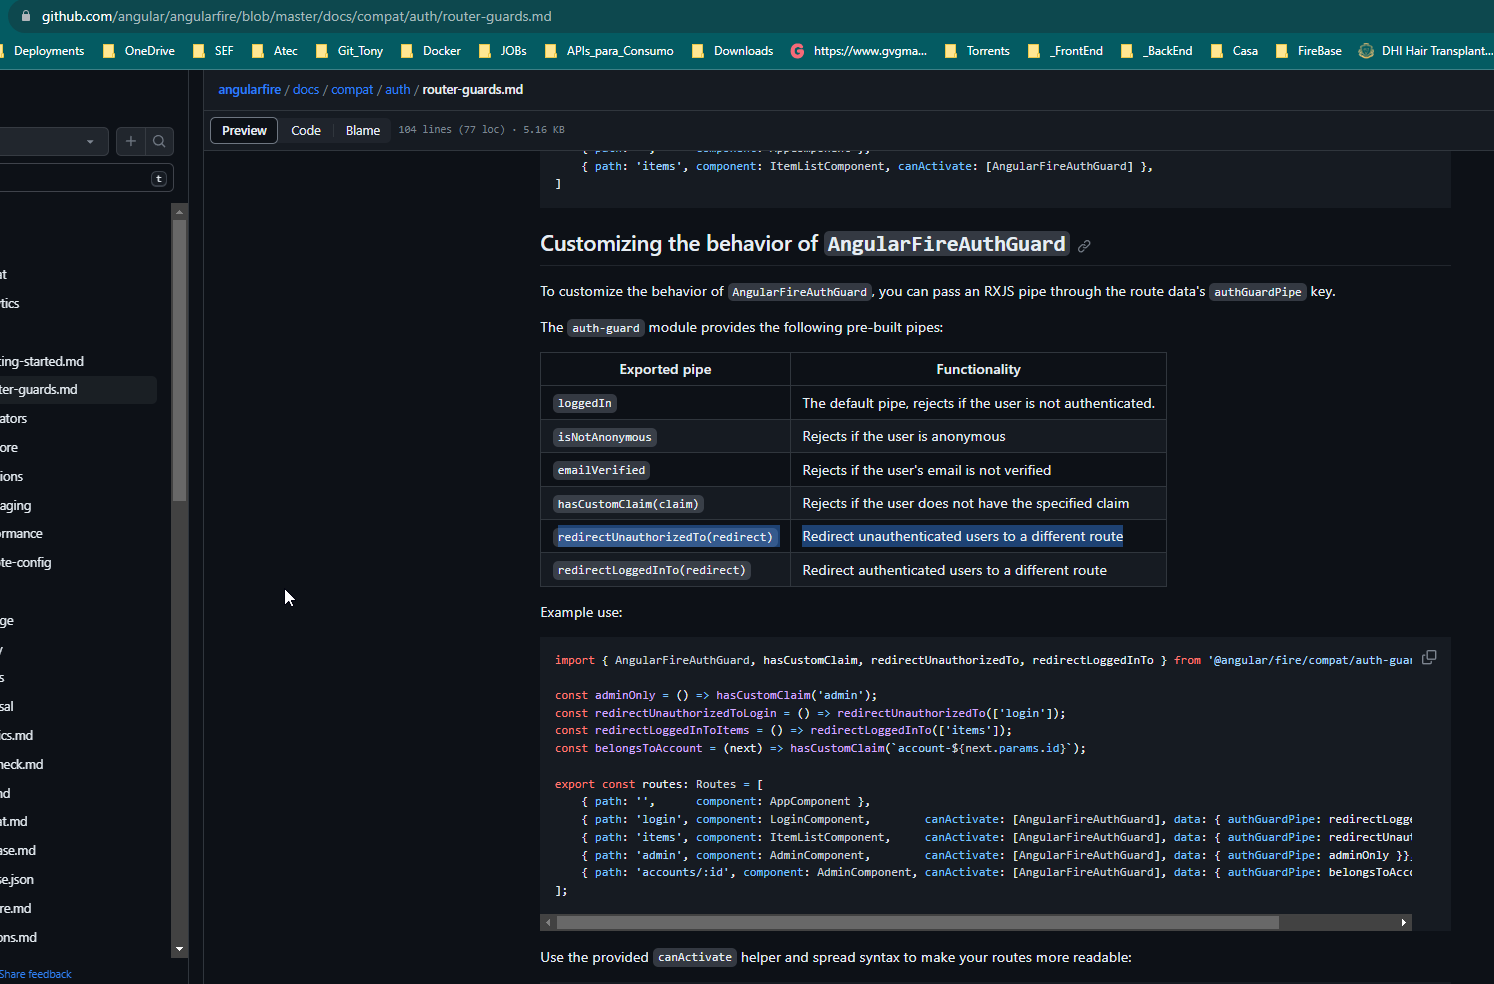 github.com/angular/angularfire/blob/master/docs/compat/auth/router-guards.md
Deployments OneDrive SEF Atec Git_Tony Docker JOBs APIs_para_Consumo Downloads https://www.gvgma... Torrents _FrontEnd _BackEnd Casa FireBase DHI Hair Transplant...
angularfire / docs / compat / auth / router-guards.md
Preview Code Blame 104 lines (77 loc) · 5.16 KB
t
nt
tics
ting-started.md
ter-guards.md
ators
ore
ions
aging
ormance
ote-config
ge
y
s
sal
ics.md
heck.md
nd
nt.md
ase.md
se.json
re.md
ons.md
Share feedback
{ path: 'items', component: ItemListComponent, canActivate: [AngularFireAuthGuard] },
]
Customizing the behavior of AngularFireAuthGuard
To customize the behavior of AngularFireAuthGuard, you can pass an RXJS pipe through the route data's authGuardPipe key.
The auth-guard module provides the following pre-built pipes:
Exported pipe Functionality
loggedIn The default pipe, rejects if the user is not authenticated.
isNotAnonymous Rejects if the user is anonymous
emailVerified Rejects if the user's email is not verified
hasCustomClaim(claim) Rejects if the user does not have the specified claim
redirectUnauthorizedTo(redirect) Redirect unauthenticated users to a different route
redirectLoggedInTo(redirect) Redirect authenticated users to a different route
Example use:
import { AngularFireAuthGuard, hasCustomClaim, redirectUnauthorizedTo, redirectLoggedInTo } from '@angular/fire/compat/auth-guar
const adminOnly = () => hasCustomClaim('admin');
const redirectUnauthorizedToLogin = () => redirectUnauthorizedTo(['login']);
const redirectLoggedInToItems = () => redirectLoggedInTo(['items']);
const belongsToAccount = (next) => hasCustomClaim(`account-${next.params.id}`);
export const routes: Routes = [
{ path: '', component: AppComponent },
{ path: 'login', component: LoginComponent, canActivate: [AngularFireAuthGuard], data: { authGuardPipe: redirectLogge
{ path: 'items', component: ItemListComponent, canActivate: [AngularFireAuthGuard], data: { authGuardPipe: redirectUnaut
{ path: 'admin', component: AdminComponent, canActivate: [AngularFireAuthGuard], data: { authGuardPipe: adminOnly }},
{ path: 'accounts/:id', component: AdminComponent, canActivate: [AngularFireAuthGuard], data: { authGuardPipe: belongsToAcco
];
Use the provided canActivate helper and spread syntax to make your routes more readable: